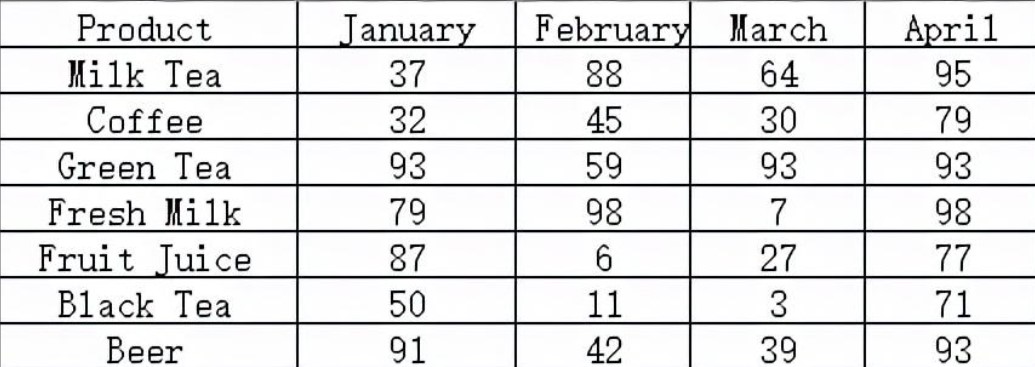 Product January February March April
Milk Tea 37 88 64 95
Coffee 32 45 30 79
Green Tea 93 59 93 93
Fresh Milk 79 98 7 98
Fruit Juice 87 6 27 77
Black Tea 50 11 3 71
Beer 91 42 39 93